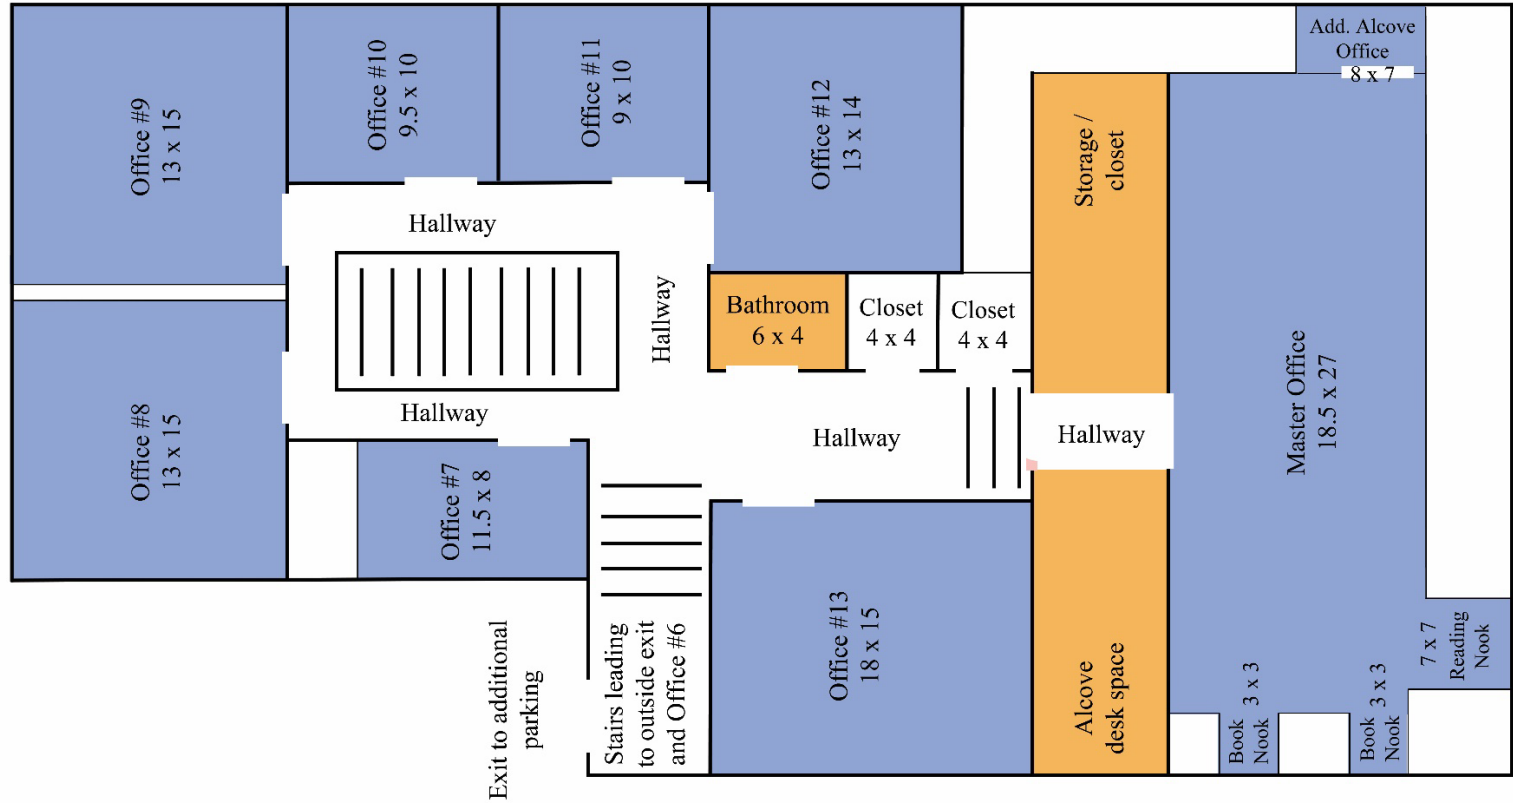 Office #9
13 x 15
Office #10
9.5 x 10
Office #11
9 x 10
Office #12
13 x 14
Add. Alcove
Office
8 x 7
Storage /
closet
Hallway
Hallway
Bathroom
6 x 4
Closet
4 x 4
Closet
4 x 4
Master Office
18.5 x 27
Office #8
13 x 15
Hallway
Hallway
Hallway
Office #7
11.5 x 8
Exit to additional
parking
Stairs leading
to outside exit
and Office #6
Office #13
18 x 15
Alcove
desk space
7 x 7
Reading
Nook
Book
Nook
3 x 3
Book
Nook
3 x 3